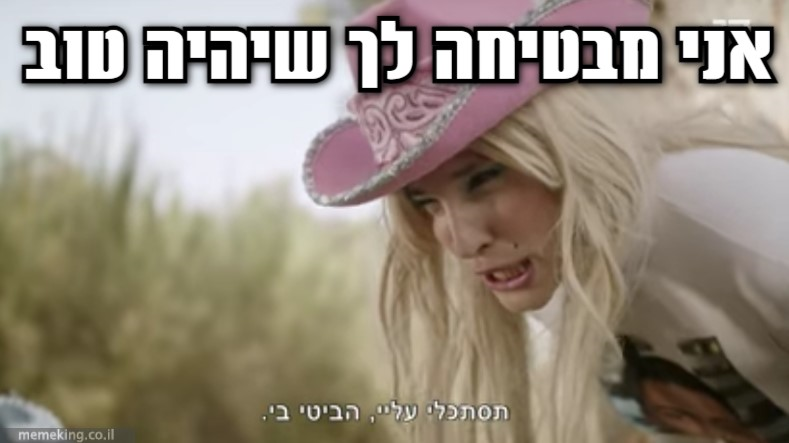 אני מבטיחה לך שיהיה טוב
תסתכלי עליי, הביטי בי.
memeking.co.il